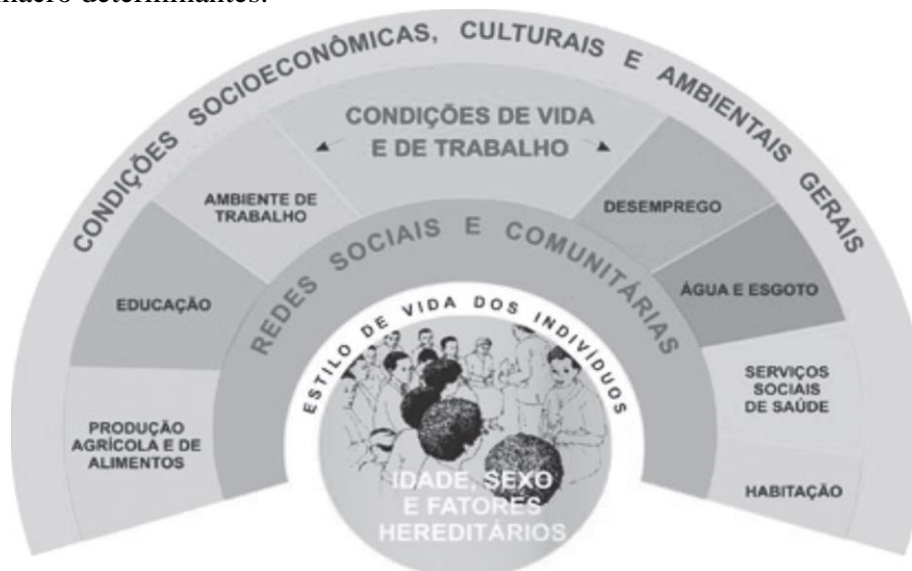 macro determinantes.
CONDIÇÕES SOCIOECONÔMICAS, CULTURAIS E AMBIENTAIS GERAIS
CONDIÇÕES DE VIDA
E DE TRABALHO
AMBIENTE DE
TRABALHO
DESEMPREGO
REDES SOCIAIS E COMUNITÁRIAS
EDUCAÇÃO
ÁGUA E ESGOTO
ESTILO DE VIDA DOS INDIVÍDUOS
SERVIÇOS
SOCIAIS
DE SAÚDE
PRODUÇÃO
AGRÍCOLA E DE
ALIMENTOS
HABITAÇÃO
IDADE, SEXO
E FATORES
HEREDITÁRIOS